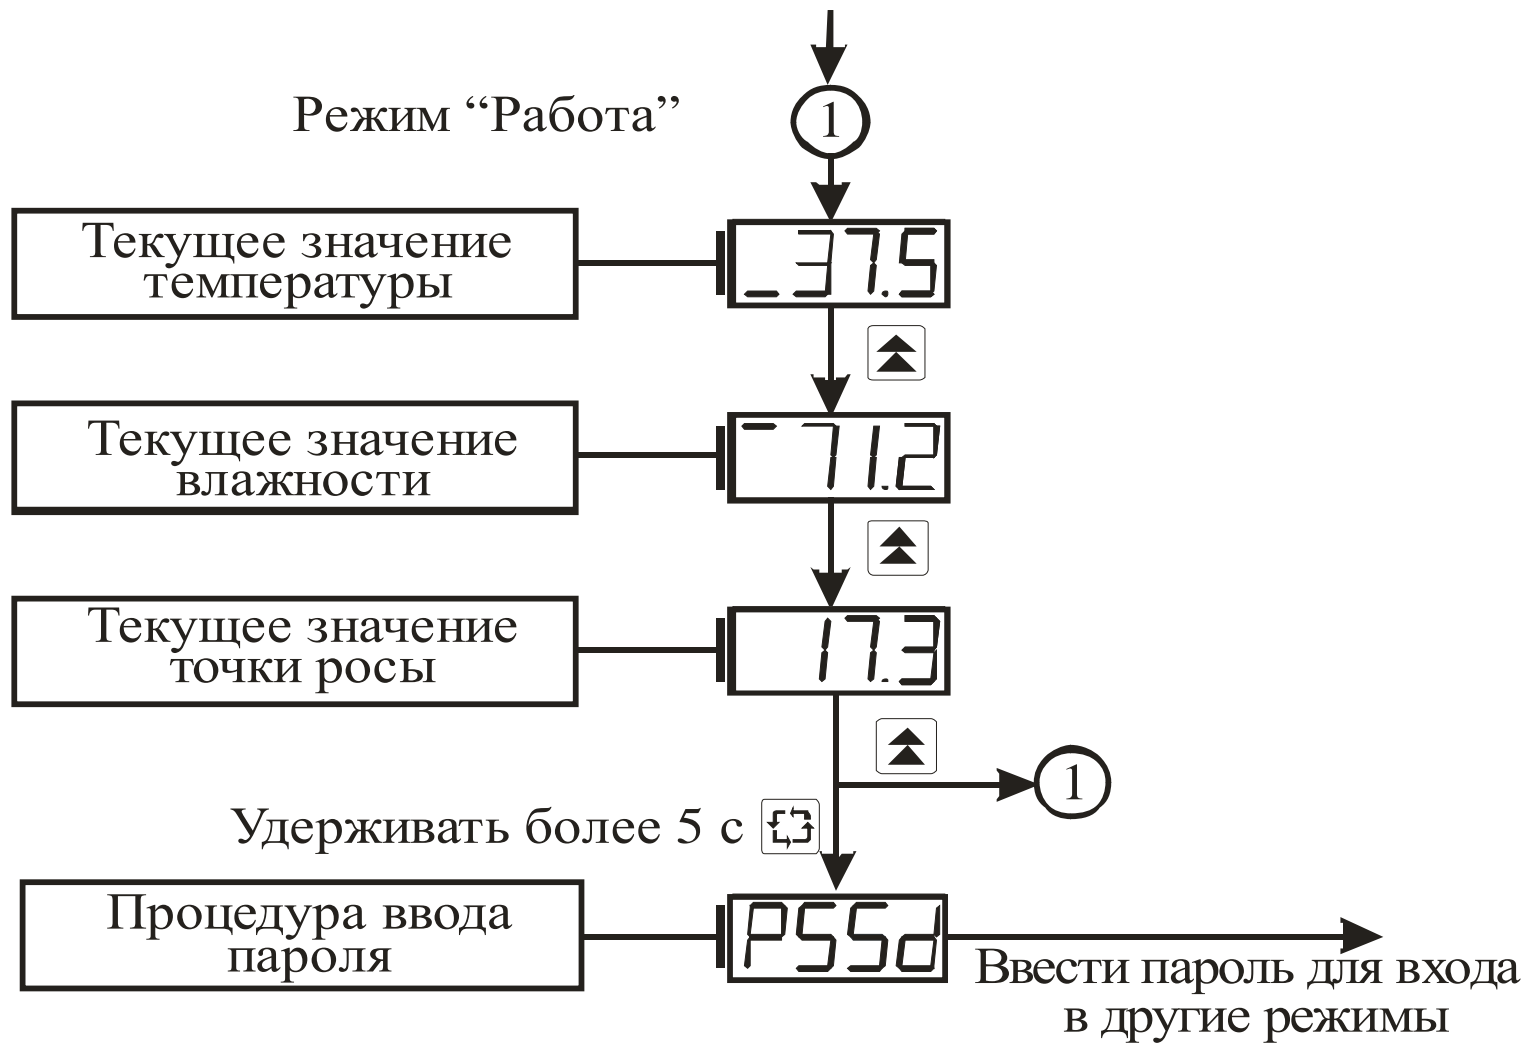 Режим “Работа”
1
Текущее значение
температуры
_37.5
Текущее значение
влажности
‾71.2
Текущее значение
точки росы
17.3
1
Удерживать более 5 с
Процедура ввода
пароля
PSSd
Ввести пароль для входа
в другие режимы